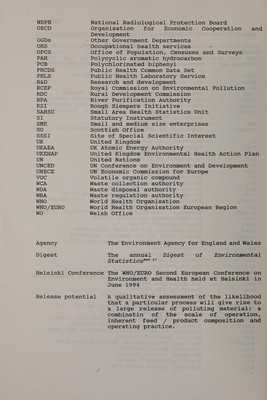 NRPB National Radiological Protection Board
OECD Organisation for Economic Cooperation and
Development
OGDs Other Government Departments
OHS Occupational health services
OPCS Office of Population, Censuses and Surveys
PAH Polycyclic aromatic hydrocarbon
PCB Polychlorinated biphenyl
PHCDS Public Health Common Data Set
PHLS Public Health Laboratory Service
R&D Research and development
RCEP Royal Commission on Environmental Pollution
RDC Rural Development Commission
RPA River Purification Authority
RSI Rough Sleepers Initiative
SAHSU Small Area Health Statistics Unit
SI Statutory Instrument
SME Small and medium size enterprises
SO Scottish Office
SSSI Site of Special Scientific Interest
UK United Kingdom
UKAEA UK Atomic Energy Authority
UKEHAP United Kingdom Environmental Health Action Plan
UN United Nations
UNCED UN Conference on Environment and Development
UNECE UN Economic Commission for Europe
VOC Volatile organic compound
WCA Waste collection authority
WDA Waste disposal authority
WRA Waste regulation authority
WHO World Health Organisation
WHO/EURO World Health Organisation European Region
WO Welsh Office
Agency The Environment Agency for England and Wales
Digest The annual Digest of Environmental
Statistics
Helsinki Conference The WHO/EURO Second European Conference on
Environment and Health held at Helsinki in
June 1994
Release potential A qualitative assessment of the likelihood
that a particular process will give rise to
a large release of polluting material: a
combinatin of the scale of operation,
inherent feed / product composition and
operating practice.